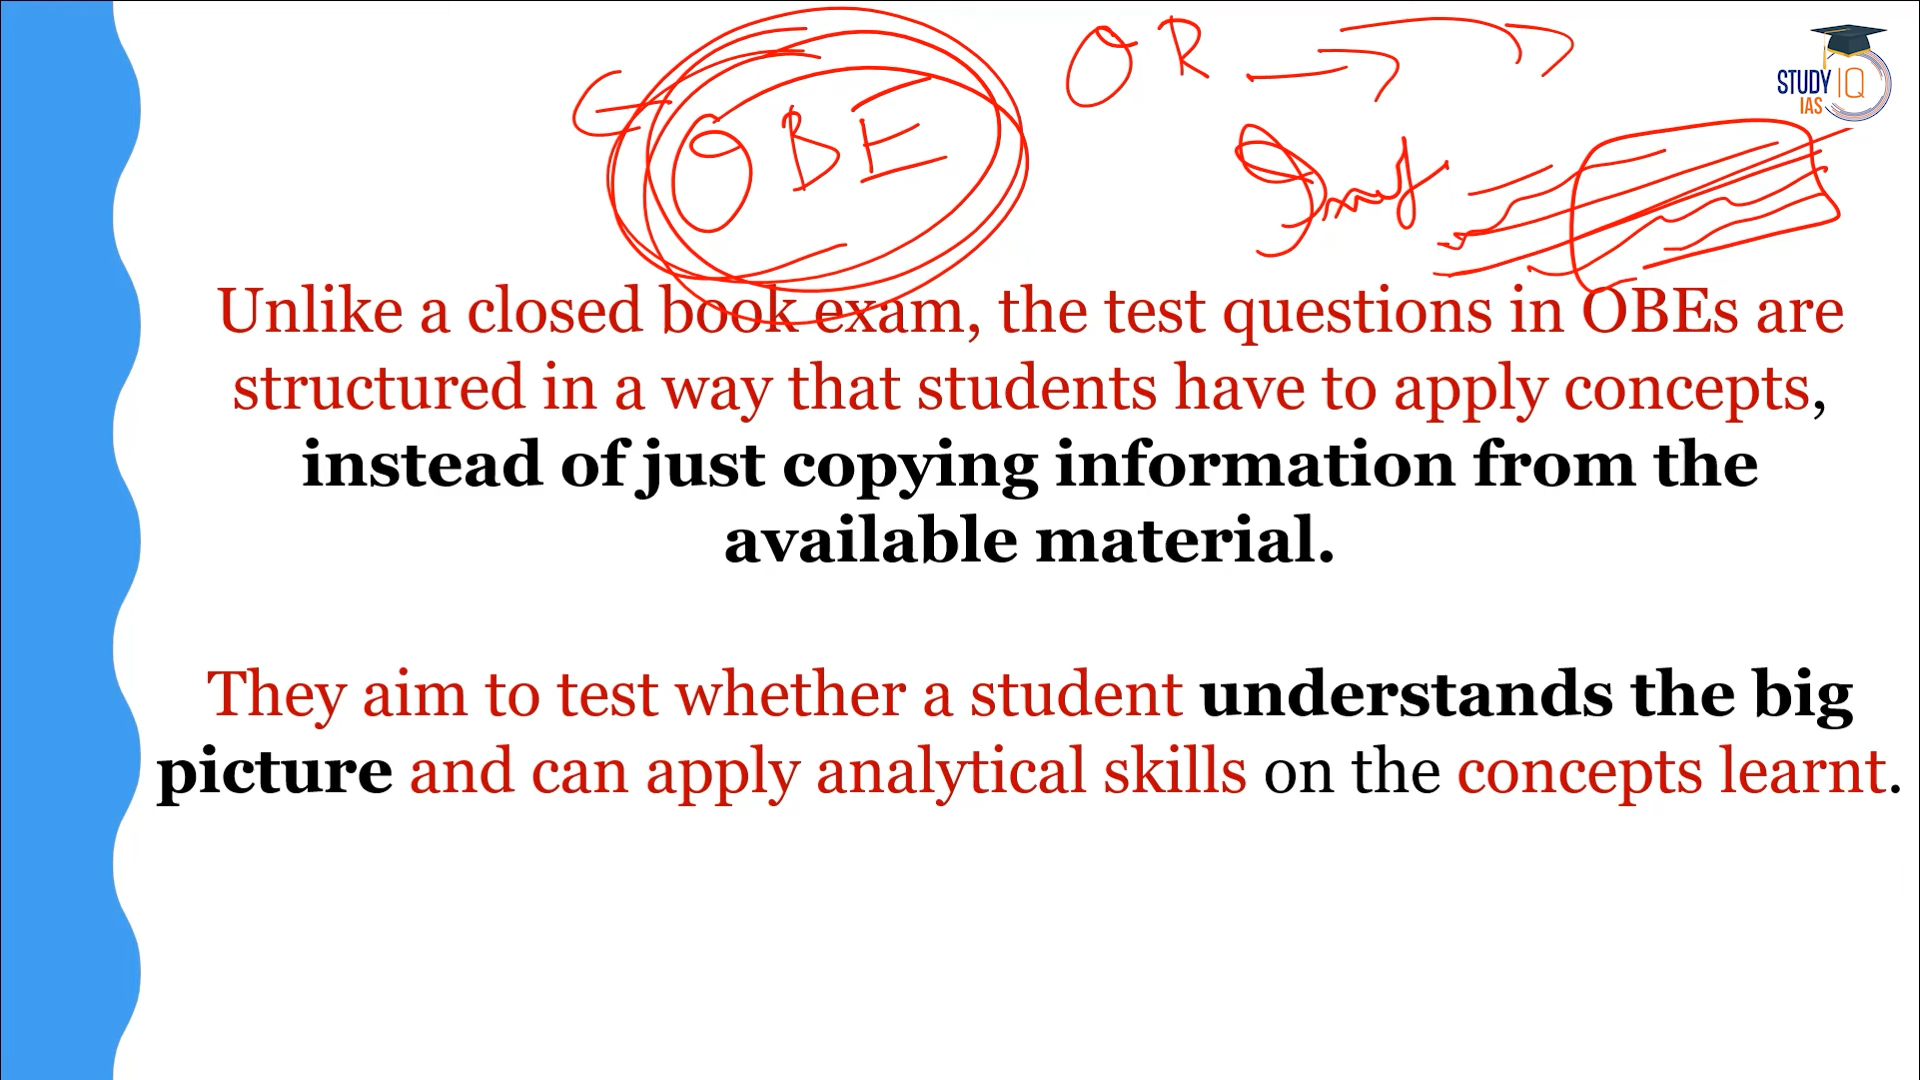 OR
OBE
STUDY IQ
IAS
Unlike a closed book exam, the test questions in OBEs are
structured in a way that students have to apply concepts,
instead of just copying information from the
available material.
They aim to test whether a student understands the big
picture and can apply analytical skills on the concepts learnt.